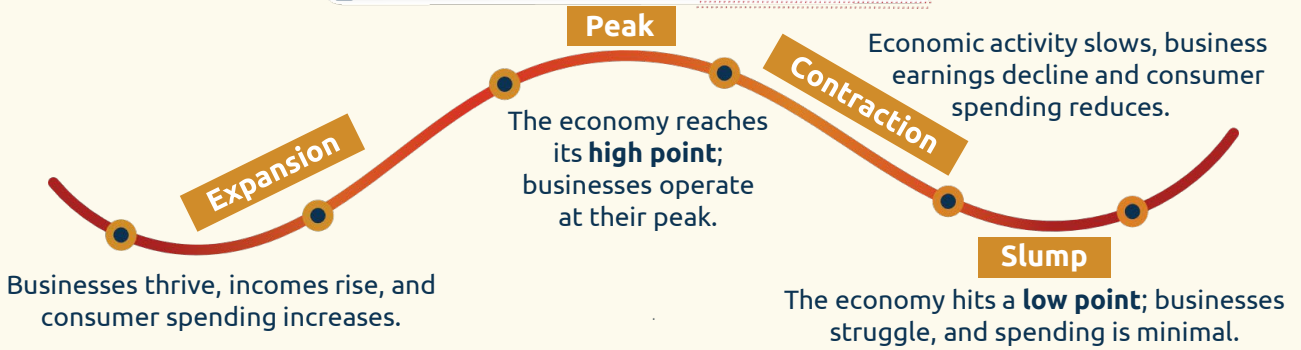 Expansion
Businesses thrive, incomes rise, and
consumer spending increases.
Peak
The economy reaches
its high point;
businesses operate
at their peak.
Contraction
Economic activity slows, business
earnings decline and consumer
spending reduces.
Slump
The economy hits a low point; businesses
struggle, and spending is minimal.